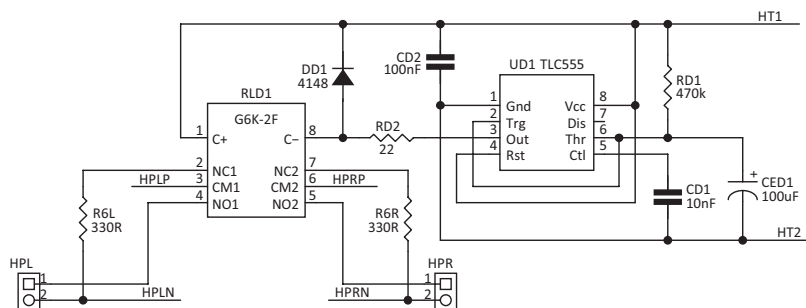 HT1
CD2
100nF
UD1 TLC555
DD1
4148
RD1
470k
RLD1
G6K-2F
1 Gnd Vcc 8
2 Trg Dis 7
3 Out Thr 6
4 Rst Ctl 5
1 C+ C− 8
RD2
22
2 NC1 NC2 7
HPLP 3 CM1 CM2 6 HPRP
4 NO1 NO2 5
CD1
10nF
+
CED1
100uF
R6L
330R
R6R
330R
HT2
HPL
1
2
HPLN
HPR
1
2
HPRN